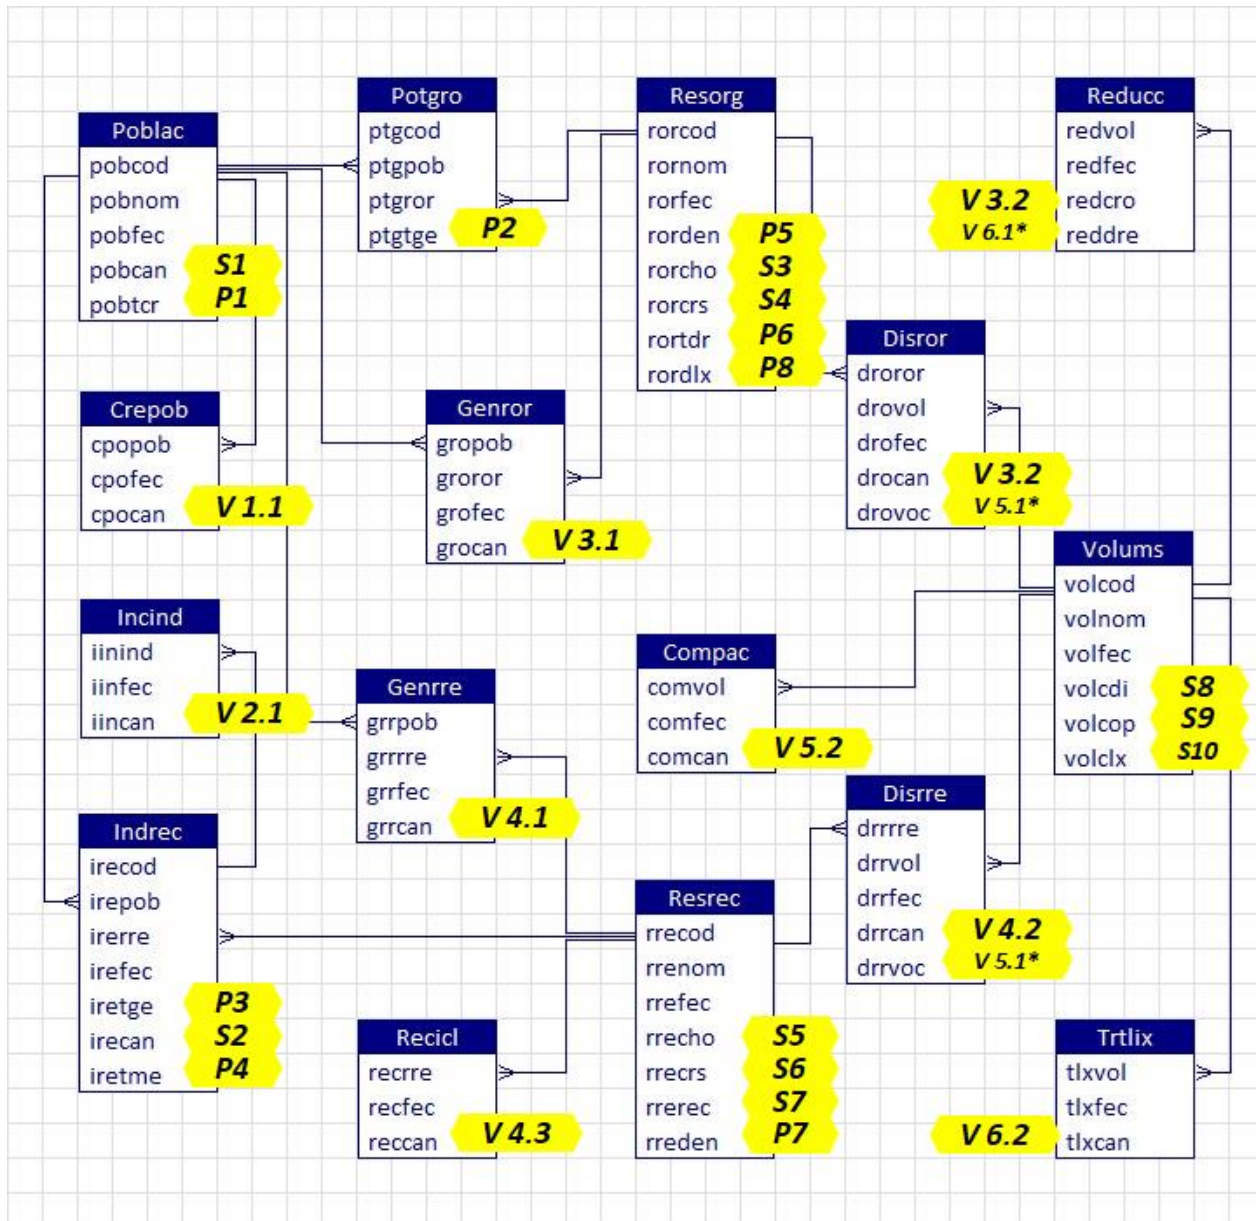 Poblac
pobcod
pobnom
pobfec
pobcan S1
pobtcr P1
Potgro
ptgcod
ptgpob
ptgror
ptgtge P2
Resorg
rorcod
rornom
rorfec
rorden P5
rorcho S3
rorcrs S4
rortdr P6
rordlx P8
Reducc
redvol
redfec
V 3.2 redcro
V 6.1* reddre
Crepob
cpopob
cpofec
cpocan V 1.1
Genror
gropob
groror
grofec
grocan V 3.1
Disror
droror
drovol
drofec
drocan V 3.2
drovoc V 5.1*
Volums
volcod
volnom
volfec
volcdi S8
volcop S9
volclx S10
Incind
iinind
iinfec
iincan V 2.1
Genrre
grrpob
grrrre
grrfec
grrcan V 4.1
Compac
comvol
comfec
comcan V 5.2
Disrre
drrrre
drrvol
drrfec
drrcan V 4.2
drrvoc V 5.1*
Indrec
irecod
irepob
irerre
irefec
iretge P3
irecan S2
iretme P4
Recicl
recrre
recfec
reccan V 4.3
Resrec
rrecod
rrenom
rrefec
rrecho S5
rrecrs S6
rrerec S7
rreden P7
Trtlix
tlxvol
tlxfec
V 6.2 tlxcan